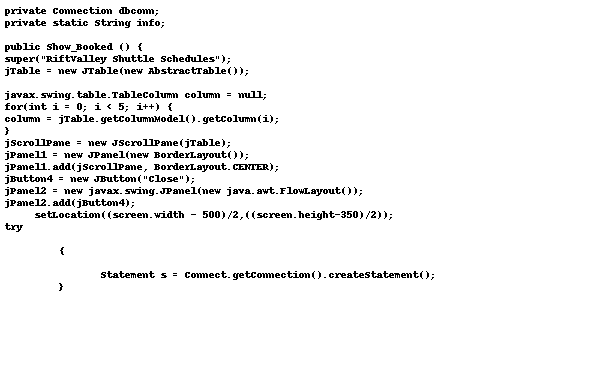 private Connection dbconn;
private static String info;
public Show_Booked () {
super("RiftValley Shuttle Schedules");
jTable = new JTable(new AbstractTable());
javax.swing.table.TableColumn column = null;
for(int i = 0; i < 5; i++) {
column = jTable.getColumnModel().getColumn(i);
}
jScrollPane = new JScrollPane(jTable);
jPanel1 = new JPanel(new BorderLayout());
jPanel1.add(jScrollPane, BorderLayout.CENTER);
jButton4 = new JButton("Close");
jPanel2 = new javax.swing.JPanel(new java.awt.FlowLayout());
jPanel2.add(jButton4);
setLocation((screen.width - 500)/2,((screen.height-350)/2));
try
{
Statement s = Connect.getConnection().createStatement();
}